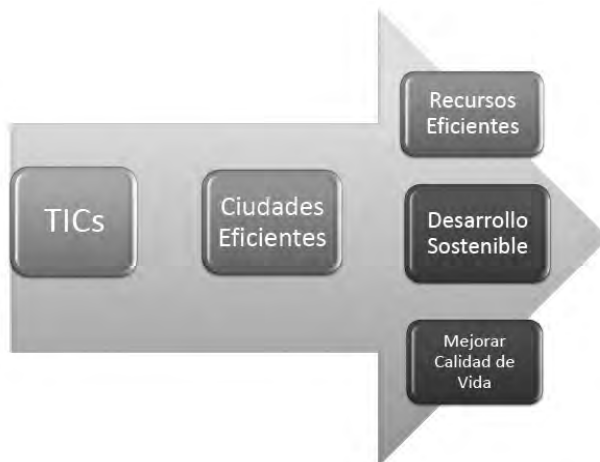 TICs
Ciudades
Eficientes
Recursos
Eficientes
Desarrollo
Sostenible
Mejorar
Calidad de
Vida